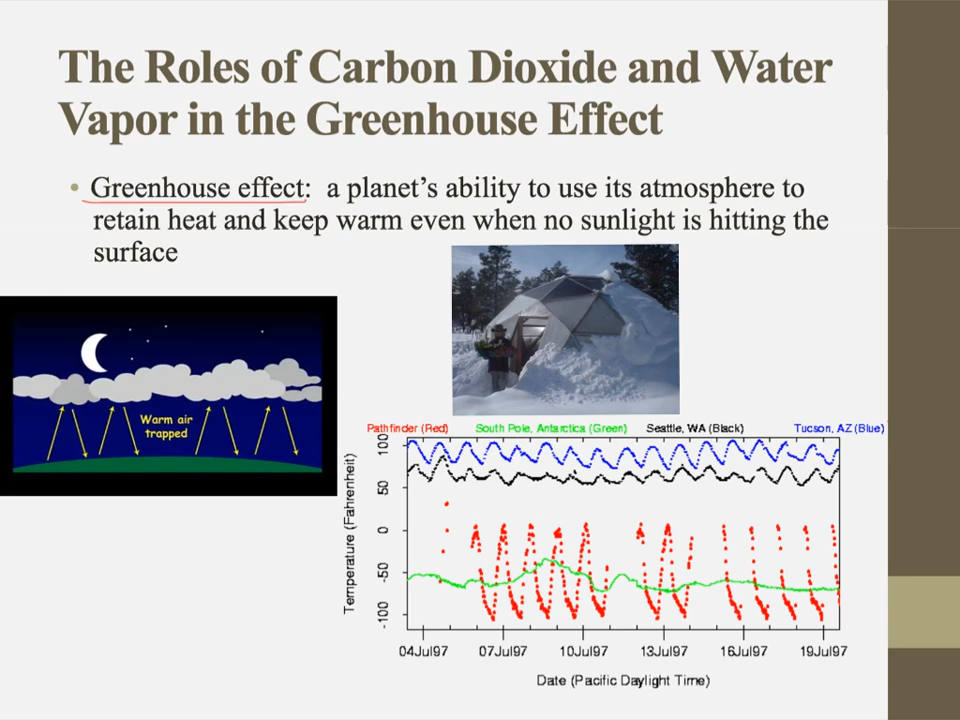 The Roles of Carbon Dioxide and Water
Vapor in the Greenhouse Effect
• Greenhouse effect:  a planet's ability to use its atmosphere to
retain heat and keep warm even when no sunlight is hitting the
surface
Warm air
trapped
Pathfinder (Red) South Pole, Antarctica (Green) Seattle, WA (Black) Tucson, AZ (Blue)
Temperature (Fahrenheit)
100
50
0
-50
-100
04Jul97 07Jul97 10Jul97 13Jul97 16Jul97 19Jul97
Date (Pacific Daylight Time)